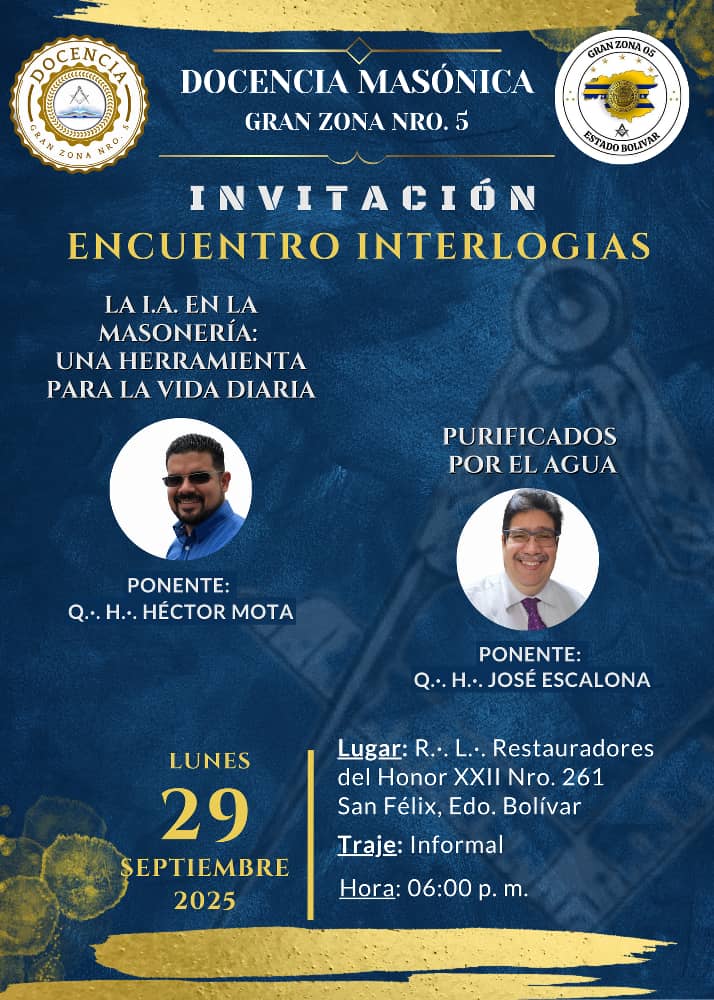 DOCENCIA
GRAN ZONA NRO. 5
DOCENCIA MASÓNICA
GRAN ZONA NRO. 5
GRAN ZONA 05
ESTADO BOLIVAR
INVITACIÓN
ENCUENTRO INTERLOGIAS
LA I.A. EN LA
MASONERÍA:
UNA HERRAMIENTA
PARA LA VIDA DIARIA
PONENTE:
Q.·. H.·. HÉCTOR MOTA
PURIFICADOS
POR EL AGUA
PONENTE:
Q.·. H.·. JOSÉ ESCALONA
LUNES
29
SEPTIEMBRE
2025
Lugar: R.·. L.·. Restauradores
del Honor XXII Nro. 261
San Félix, Edo. Bolívar
Traje: Informal
Hora: 06:00 p. m.